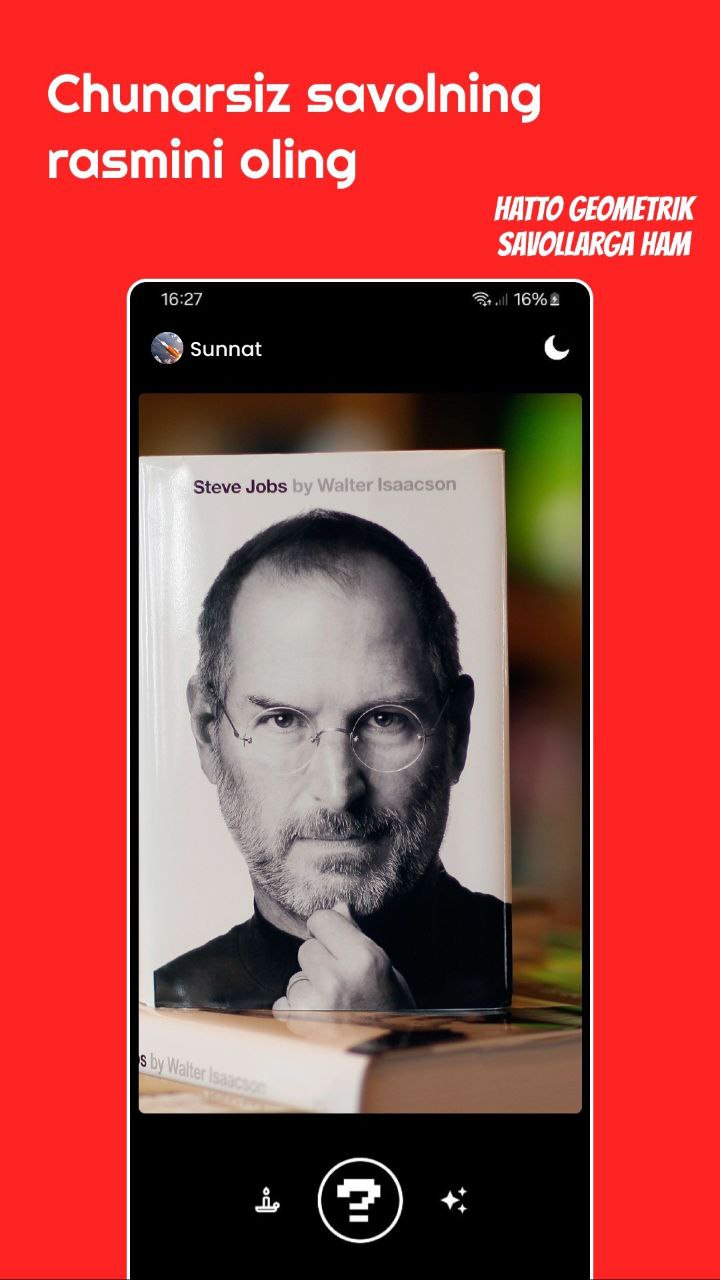 Chunarsiz savolning
rasmini oling
HATTO GEOMETRIK
SAVOLLARGA HAM
16:27
16%
Sunnat
Steve Jobs by Walter Isaacson
s by Walter Isaacson
?